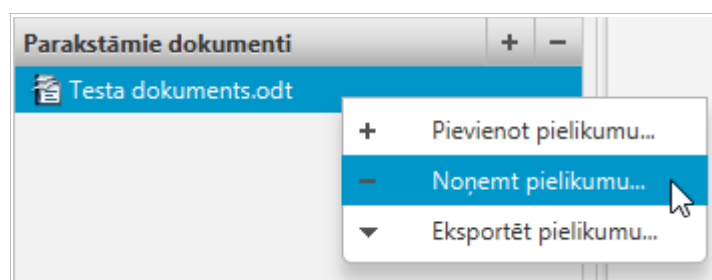 Parakstāmie dokumenti + −
Testa dokuments.odt
+ Pievienot pielikumu...
− Noņemt pielikumu...
Eksportēt pielikumu...